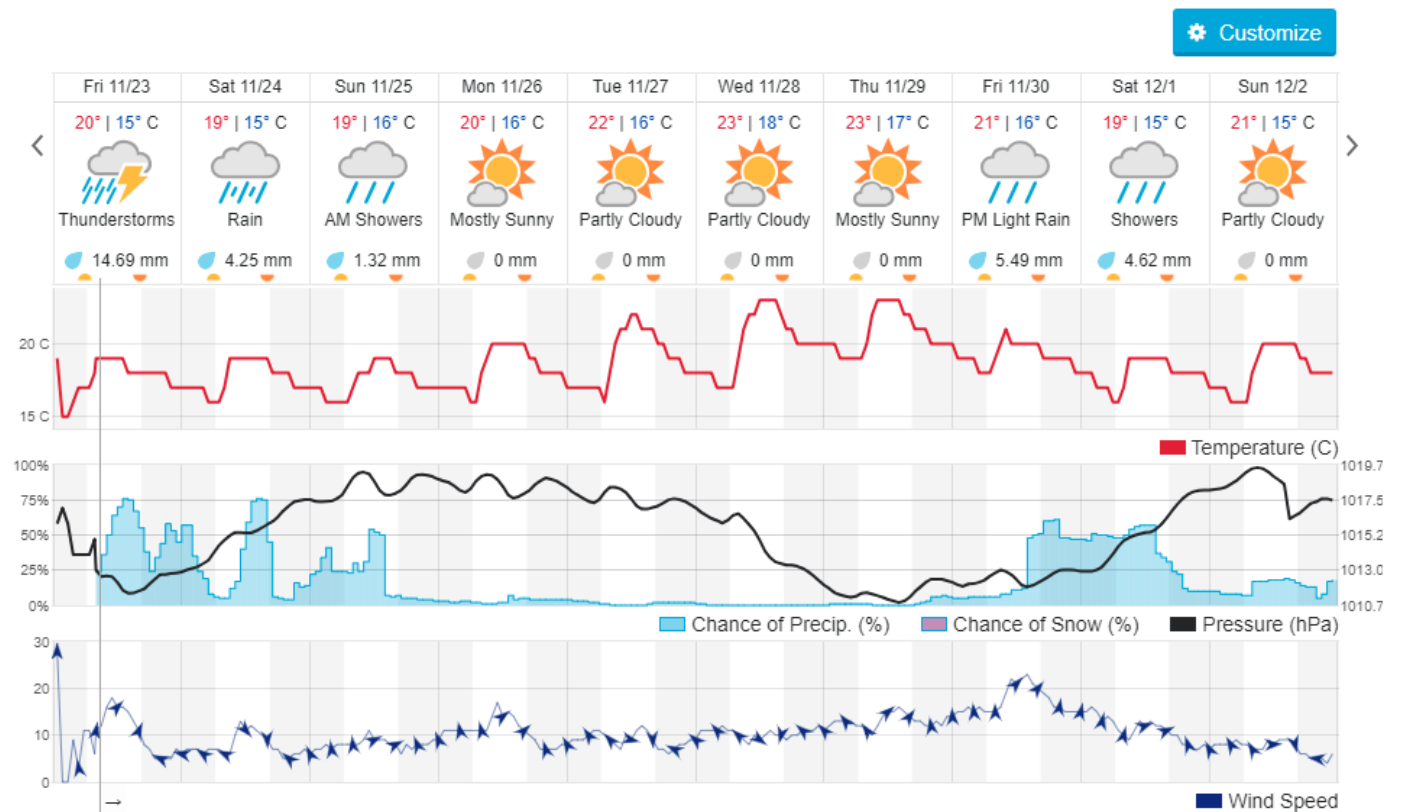 Customize
Fri 11/23 Sat 11/24 Sun 11/25 Mon 11/26 Tue 11/27 Wed 11/28 Thu 11/29 Fri 11/30 Sat 12/1 Sun 12/2
20° | 15° C 19° | 15° C 19° | 16° C 20° | 16° C 22° | 16° C 23° | 18° C 23° | 17° C 21° | 16° C 19° | 15° C 21° | 15° C
Thunderstorms Rain AM Showers Mostly Sunny Partly Cloudy Partly Cloudy Mostly Sunny PM Light Rain Showers Partly Cloudy
14.69 mm 4.25 mm 1.32 mm 0 mm 0 mm 0 mm 0 mm 5.49 mm 4.62 mm 0 mm
20 C
15 C
Temperature (C)
100% 1019.7
75% 1017.5
50% 1015.2
25% 1013.0
0% 1010.7
Chance of Precip. (%) Chance of Snow (%) Pressure (hPa)
30
20
10
0
Wind Speed